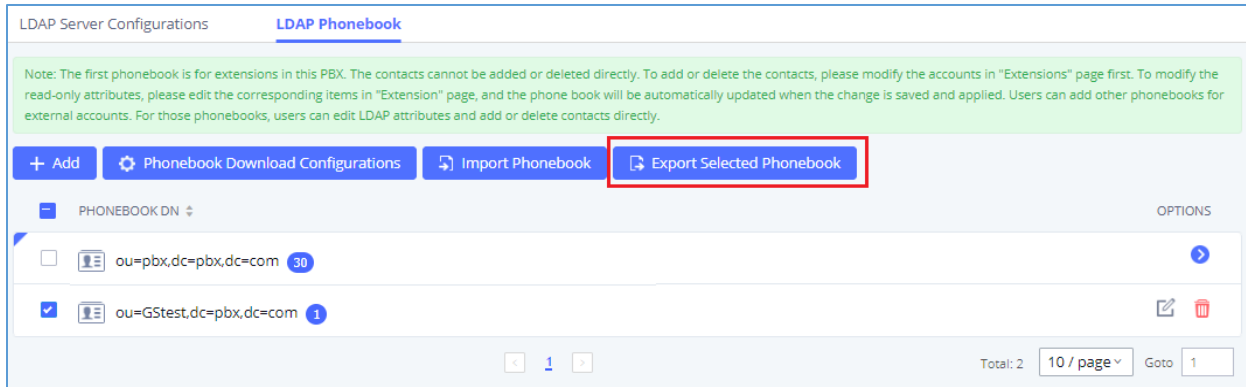 LDAP Server Configurations LDAP Phonebook
Note: The first phonebook is for extensions in this PBX. The contacts cannot be added or deleted directly. To add or delete the contacts, please modify the accounts in "Extensions" page first. To modify the
read-only attributes, please edit the corresponding items in "Extension" page, and the phone book will be automatically updated when the change is saved and applied. Users can add other phonebooks for
external accounts. For those phonebooks, users can edit LDAP attributes and add or delete contacts directly.
+ Add Phonebook Download Configurations Import Phonebook Export Selected Phonebook
PHONEBOOK DN OPTIONS
ou=pbx,dc=pbx,dc=com 30
ou=GStest,dc=pbx,dc=com 1
< 1 > Total: 2 10 / page Goto 1